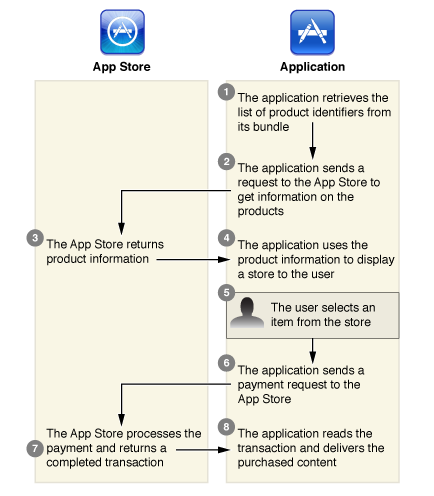 App Store
Application
1
The application retrieves the
list of product identifiers from
its bundle
2
The application sends a
request to the App Store to
get information on the
products
3
The App Store returns
product information
4
The application uses the
product information to display
a store to the user
5
The user selects an
item from the store
6
The application sends a
payment request to the
App Store
7
The App Store processes the
payment and returns a
completed transaction
8
The application reads the
transaction and delivers the
purchased content